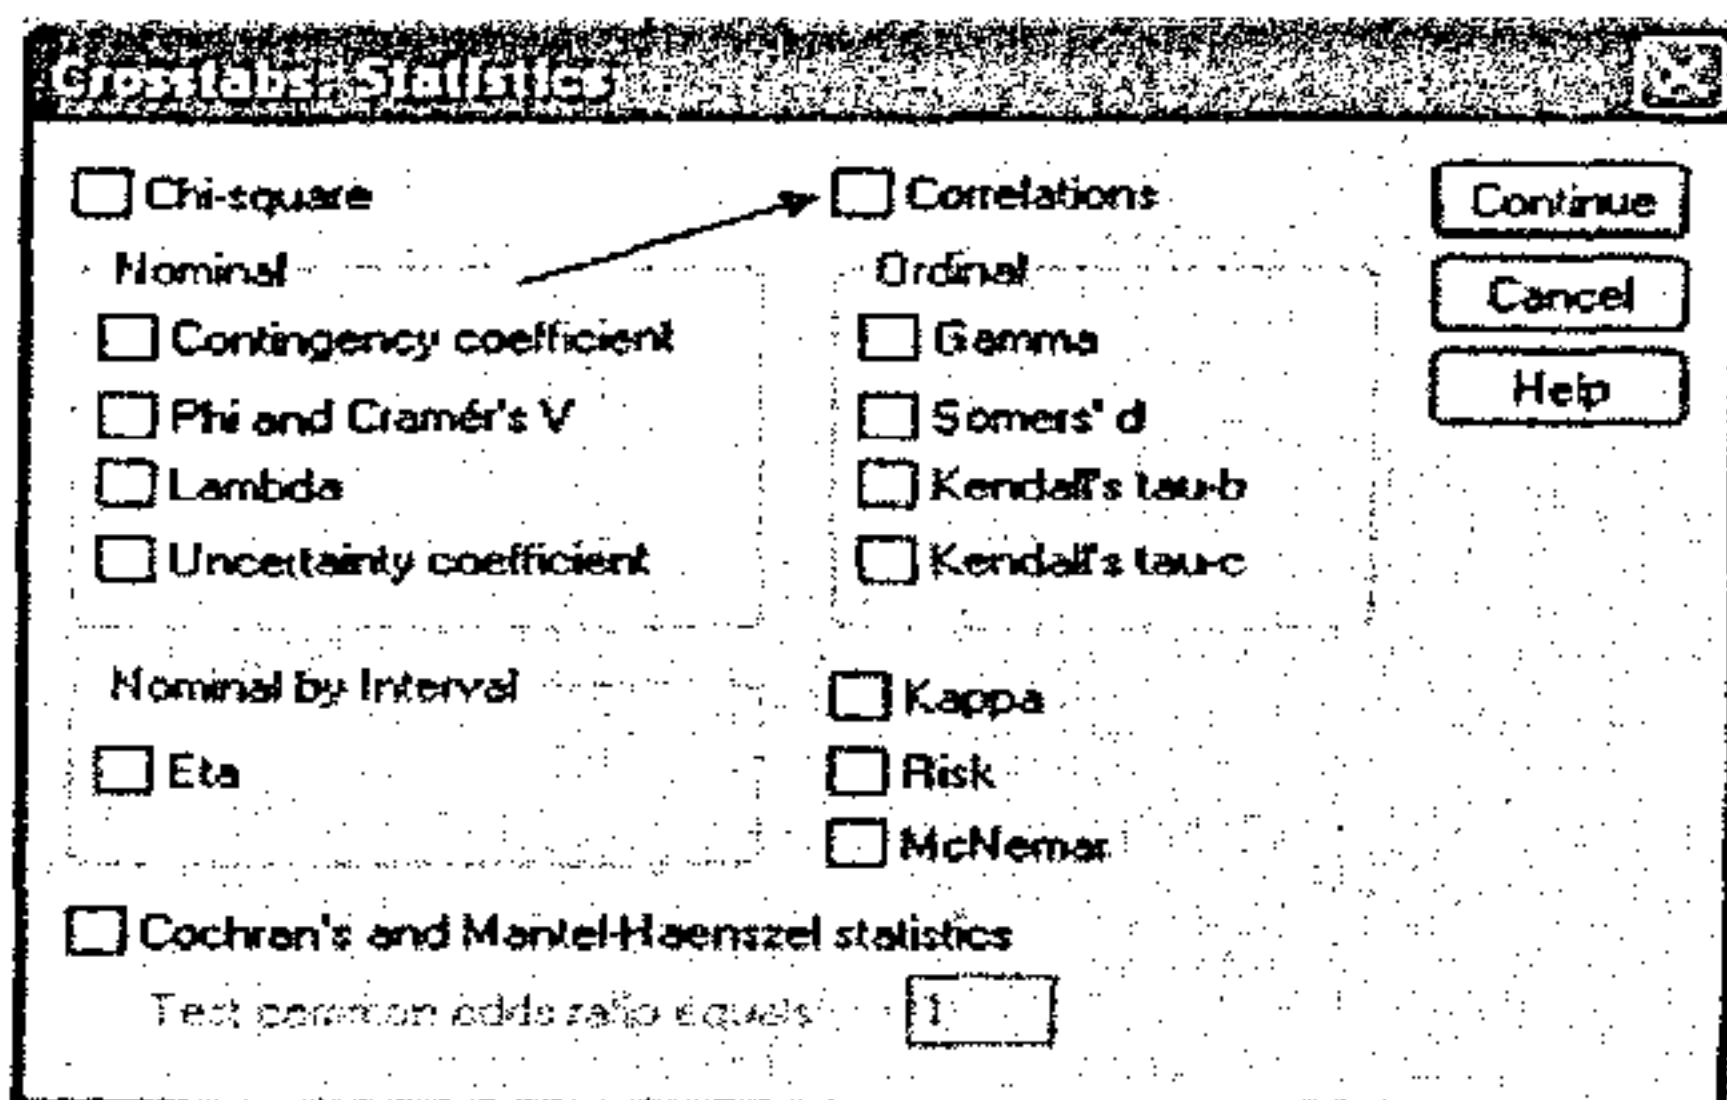 Crosstabs: Statistics
Chi-square
Correlations
Continue
Nominal
Ordinal
Cancel
Contingency coefficient
Gamma
Help
Phi and Cramér's V
Somers' d
Lambda
Kendall's tau-b
Uncertainty coefficient
Kendall's tau-c
Nominal by Interval
Kappa
Eta
Risk
McNemar
Cochran's and Mantel-Haenszel statistics
Test common odds ratio equals: 1